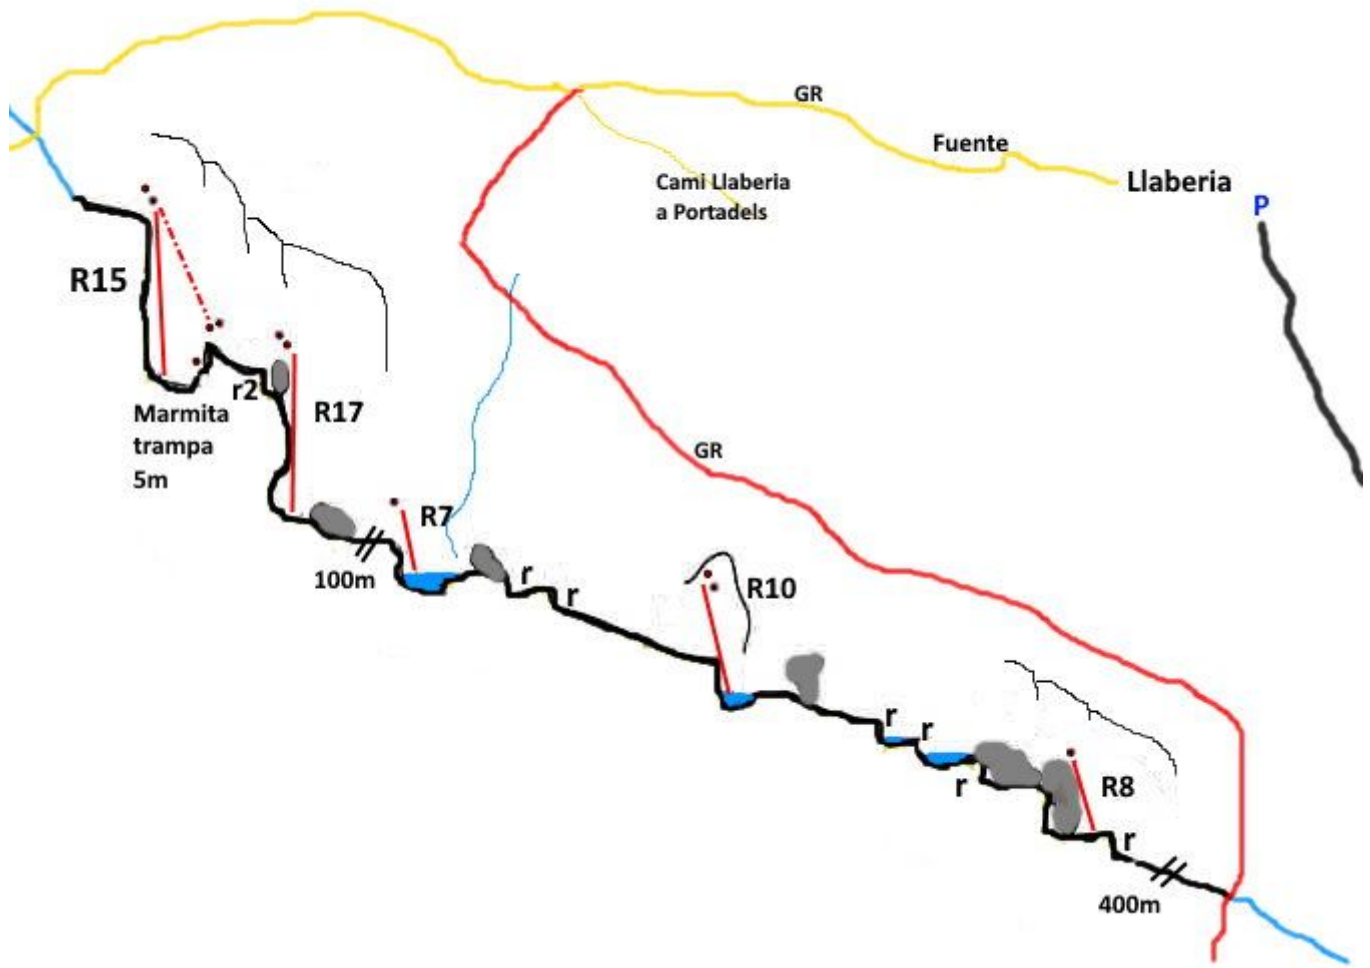 GR
Fuente
Llaberia
Cami Llaberia
a Portadels
P
R15
r2
R17
Marmita
trampa
5m
GR
R7
100m
r
r
R10
r
r
r
R8
r
400m